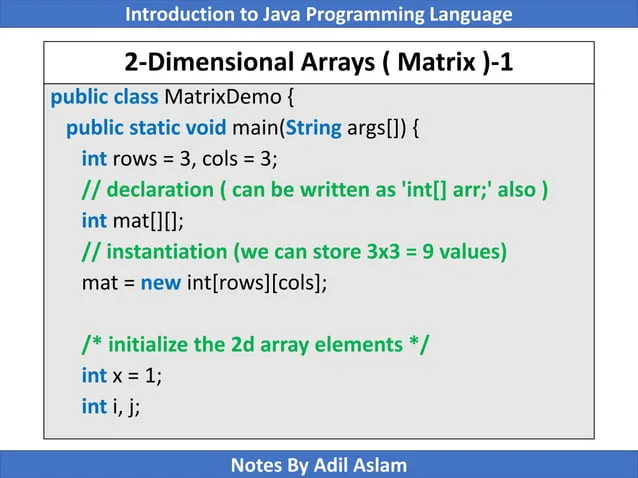 Introduction to Java Programming Language
2-Dimensional Arrays ( Matrix )-1
public class MatrixDemo {
public static void main(String args[]) {
int rows = 3, cols = 3;
// declaration ( can be written as 'int[] arr;' also )
int mat[][];
// instantiation (we can store 3x3 = 9 values)
mat = new int[rows][cols];
/* initialize the 2d array elements */
int x = 1;
int i, j;
Notes By Adil Aslam